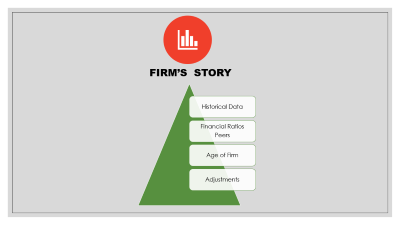 FIRM'S STORY
Historical Data
Financial Ratios
Peers
Age of Firm
Adjustments